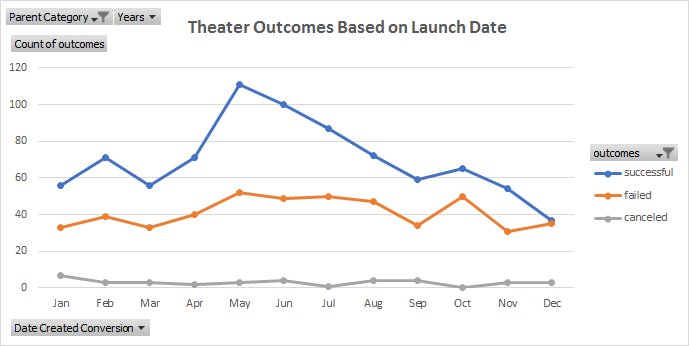 Parent Category Years
Theater Outcomes Based on Launch Date
Count of outcomes
120
100
80
60
40
20
0
Jan Feb Mar Apr May Jun Jul Aug Sep Oct Nov Dec
outcomes
successful
failed
canceled
Date Created Conversion